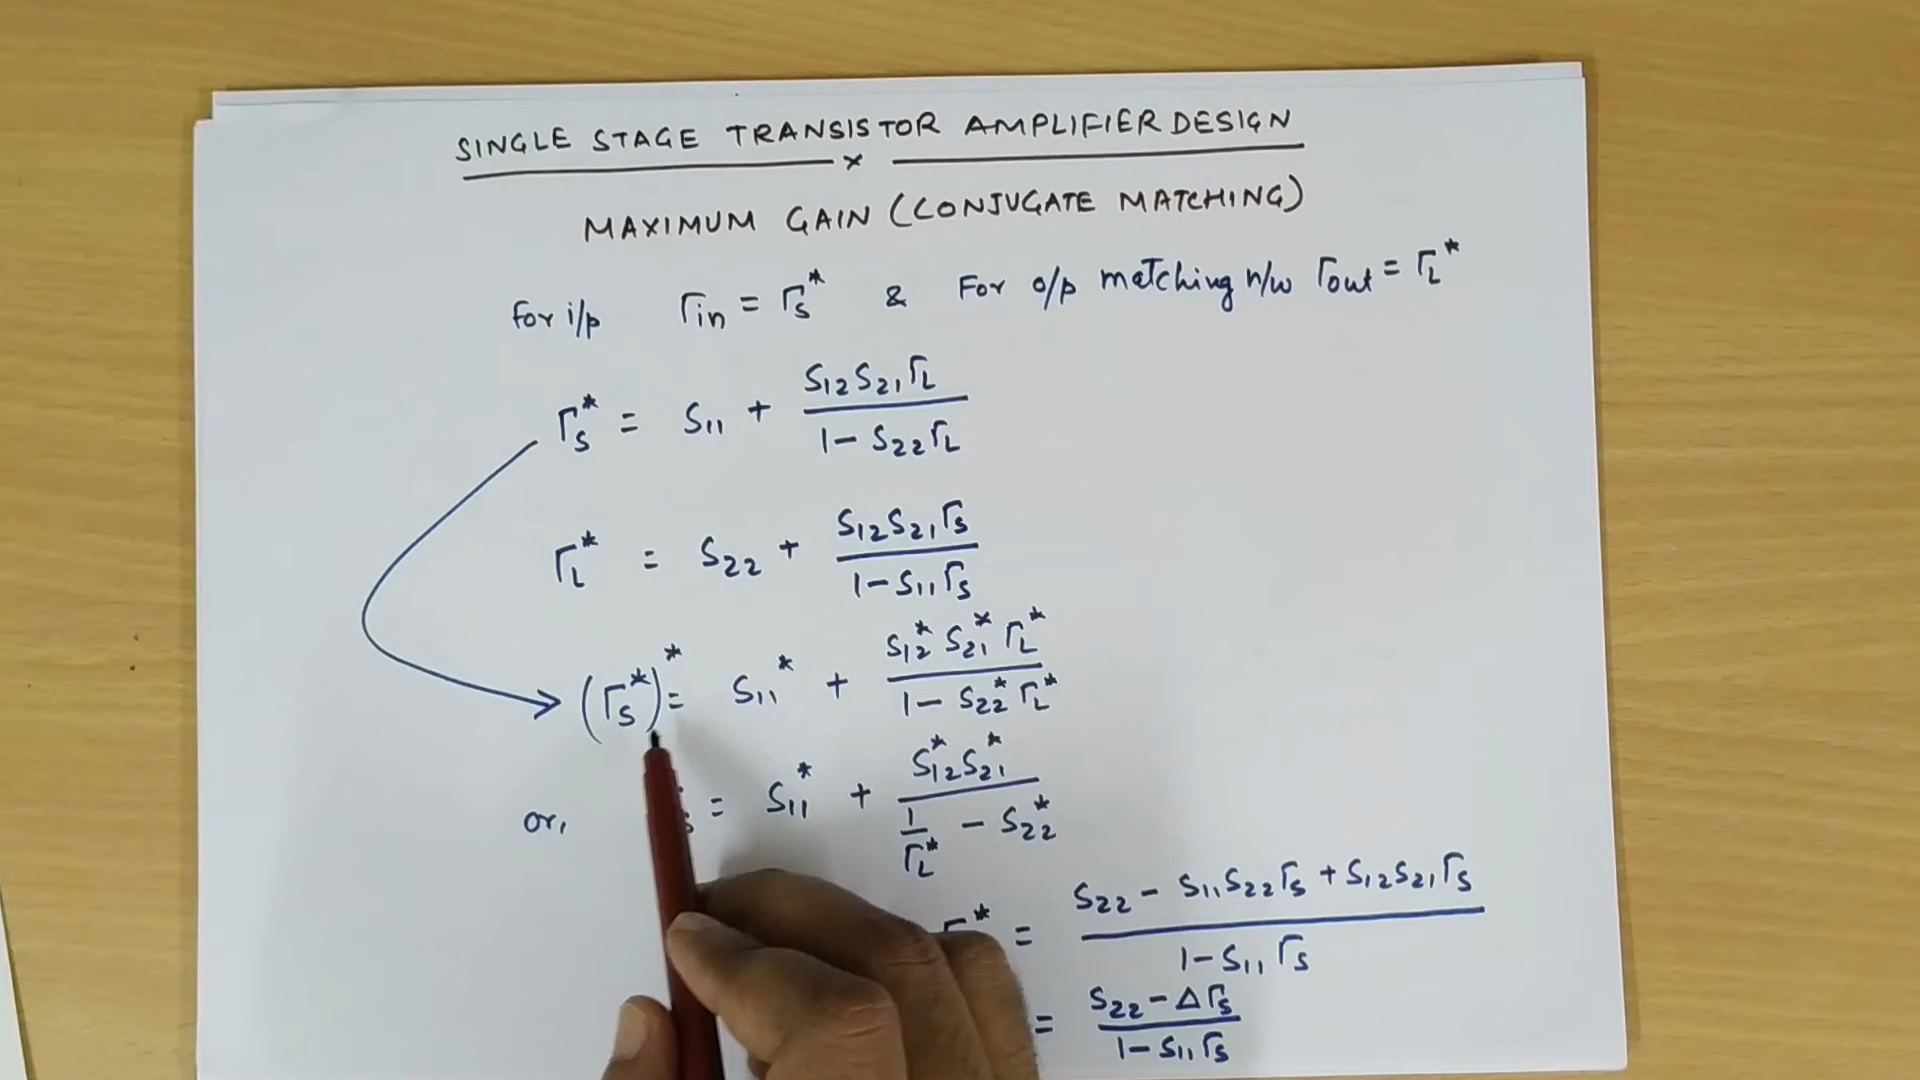 SINGLE STAGE TRANSISTOR AMPLIFIER DESIGN
x
MAXIMUM GAIN (CONJUGATE MATCHING)
For i/p Γin = Γs* & For o/p matching n/w Γout = ΓL*
Γs* = S11 + S12S21ΓL / 1 - S22ΓL
ΓL* = S22 + S12S21Γs / 1 - S11Γs
(Γs*)* = S11* + S12* S21* ΓL* / 1 - S22* ΓL*
or, = S11* + S12* S21* / 1/ΓL* - S22*
= S22 - S11S22Γs + S12S21Γs / 1 - S11Γs
= S22 - ΔΓs / 1 - S11Γs